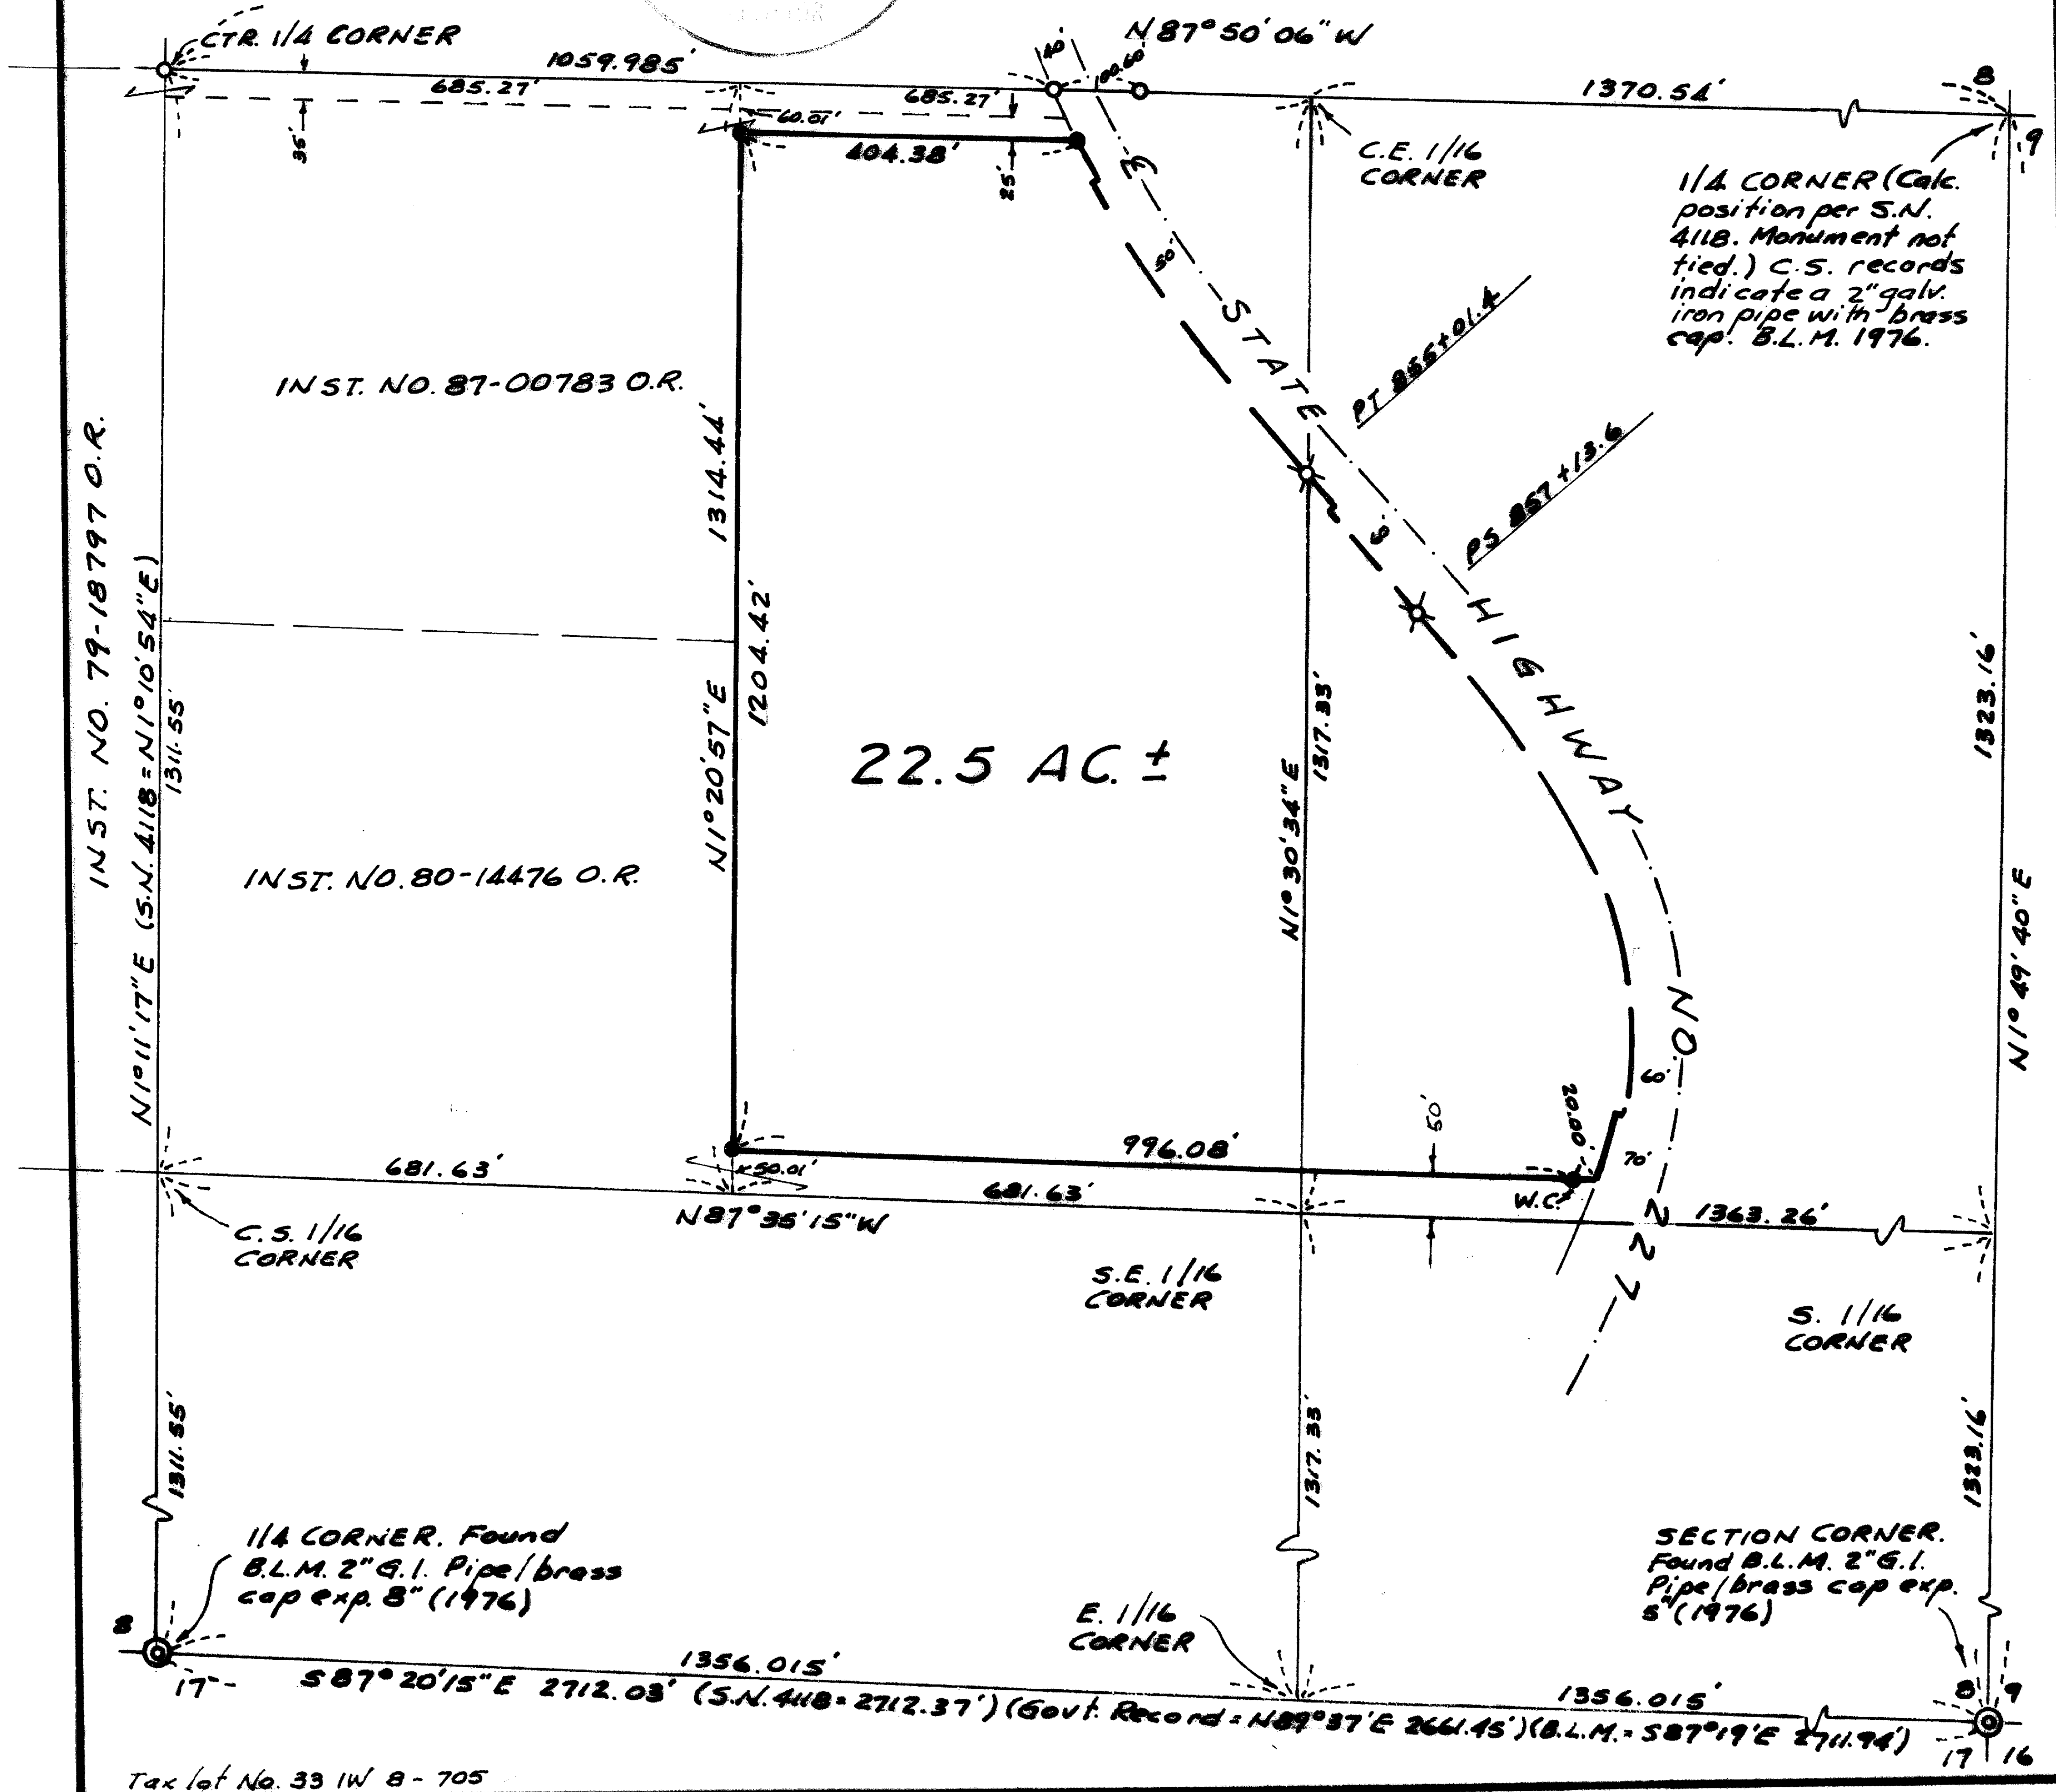 CTR. 1/4 CORNER
N87°50'06"W
1059.985'
40'
100.60'
685.27'
685.27'
1370.54'
8
9
60.01'
404.38'
35'
25'
C.E. 1/16
CORNER
1/4 CORNER (Calc.
position per S.N.
4118. Monument not
tied.) C.S. records
indicate a 2" galv.
iron pipe with brass
cap. B.L.M. 1976.
50'
STATE HIGHWAY NO. 227
PS 857+13.6
INST. NO. 87-00783 O.R.
INST. NO. 79-18797 O.R.
N1°11'17"E (S.N. 4118 = N1°10'54"E)
1311.55'
1314.44'
N1°20'57"E
1204.42'
22.5 AC. ±
N1°30'34"E
1317.33'
1323.16'
N1°49'40"E
INST. NO. 80-14476 O.R.
60'
20.00
50'
70'
996.08'
681.63'
50.01'
681.63'
W.C.
1363.26'
N87°35'15"W
C.S. 1/16
CORNER
S.E. 1/16
CORNER
S. 1/16
CORNER
1311.55'
1317.33'
1323.16'
1/4 CORNER. Found
B.L.M. 2" G.I. Pipe/brass
cap exp. 8" (1976)
SECTION CORNER.
Found B.L.M. 2" G.I.
Pipe/brass cap exp.
5" (1976)
E. 1/16
CORNER
8
17
1356.015'
1356.015'
8 9
17 16
S87°20'15"E 2712.03' (S.N. 4118 = 2712.37') (Govt. Record = N89°37'E 2661.45') (B.L.M. = S87°19'E 2711.94')
Tax lot No. 33 1W 8 - 705